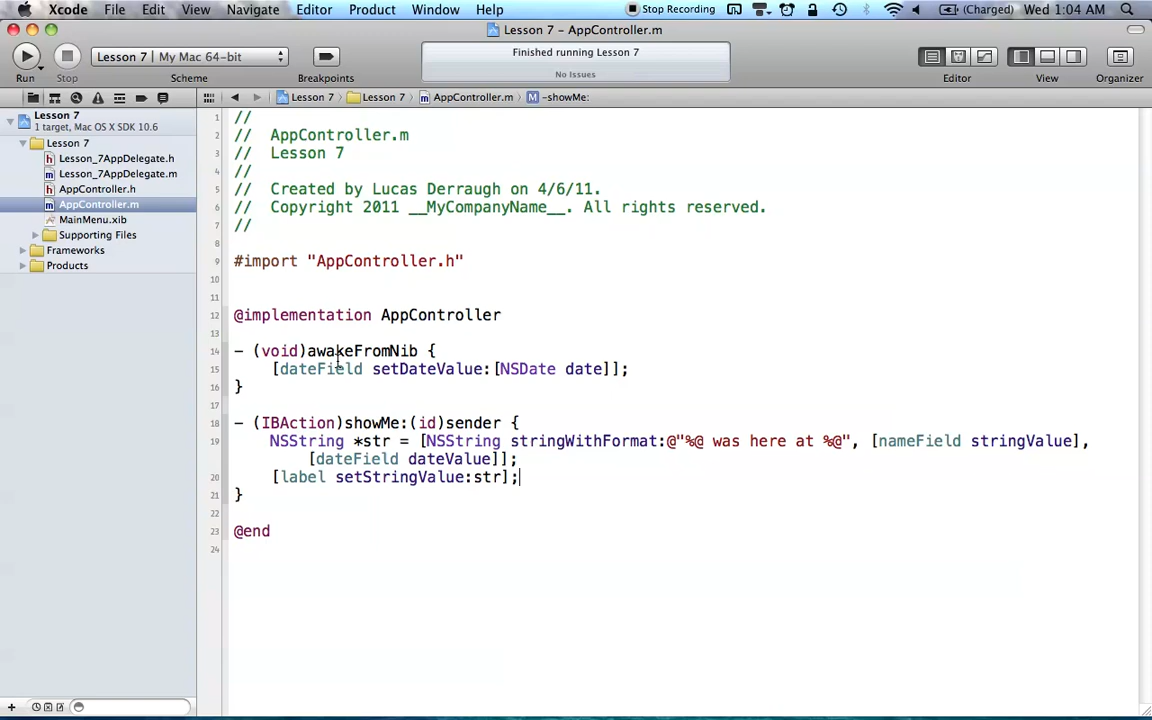 Xcode File Edit View Navigate Editor Product Window Help Stop Recording (Charged) Wed 1:04 AM
Lesson 7 – AppController.m
Lesson 7 | My Mac 64-bit
Finished running Lesson 7
No Issues
Run Stop Scheme Breakpoints Editor View Organizer
Lesson 7 Lesson 7 AppController.m M -showMe:
Lesson 7
1 target, Mac OS X SDK 10.6
Lesson 7
h Lesson_7AppDelegate.h
m Lesson_7AppDelegate.m
h AppController.h
m AppController.m
MainMenu.xib
Supporting Files
Frameworks
Products
1 //
2 // AppController.m
3 // Lesson 7
4 //
5 // Created by Lucas Derraugh on 4/6/11.
6 // Copyright 2011 __MyCompanyName__. All rights reserved.
7 //
8
9 #import "AppController.h"
10
11
12 @implementation AppController
13
14 - (void)awakeFromNib {
15 [dateField setDateValue:[NSDate date]];
16 }
17
18 - (IBAction)showMe:(id)sender {
19 NSString *str = [NSString stringWithFormat:@"%@ was here at %@", [nameField stringValue],
[dateField dateValue]];
20 [label setStringValue:str];
21 }
22
23 @end
24